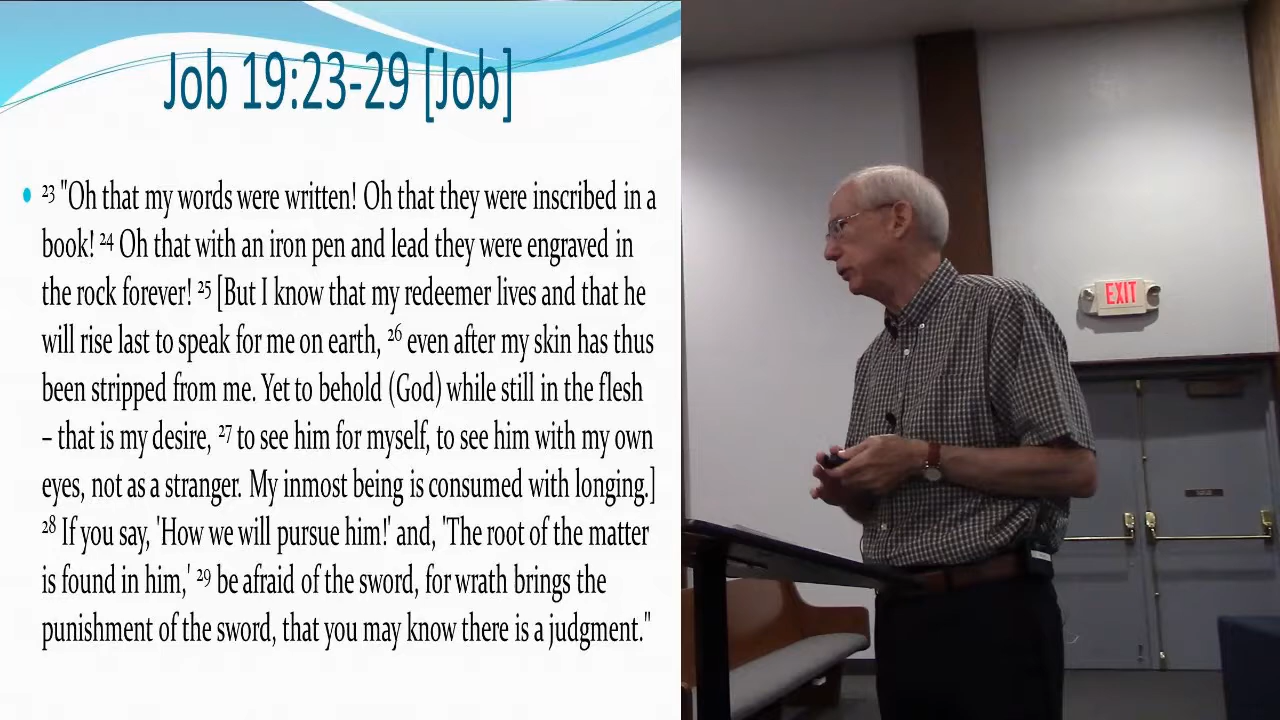 Job 19:23-29 [Job]
• ²³ "Oh that my words were written! Oh that they were inscribed in a
book! ²⁴ Oh that with an iron pen and lead they were engraved in
the rock forever! ²⁵ [But I know that my redeemer lives and that he
will rise last to speak for me on earth, ²⁶ even after my skin has thus
been stripped from me. Yet to behold (God) while still in the flesh
– that is my desire, ²⁷ to see him for myself, to see him with my own
eyes, not as a stranger. My inmost being is consumed with longing.]
²⁸ If you say, 'How we will pursue him!' and, 'The root of the matter
is found in him,' ²⁹ be afraid of the sword, for wrath brings the
punishment of the sword, that you may know there is a judgment."
EXIT